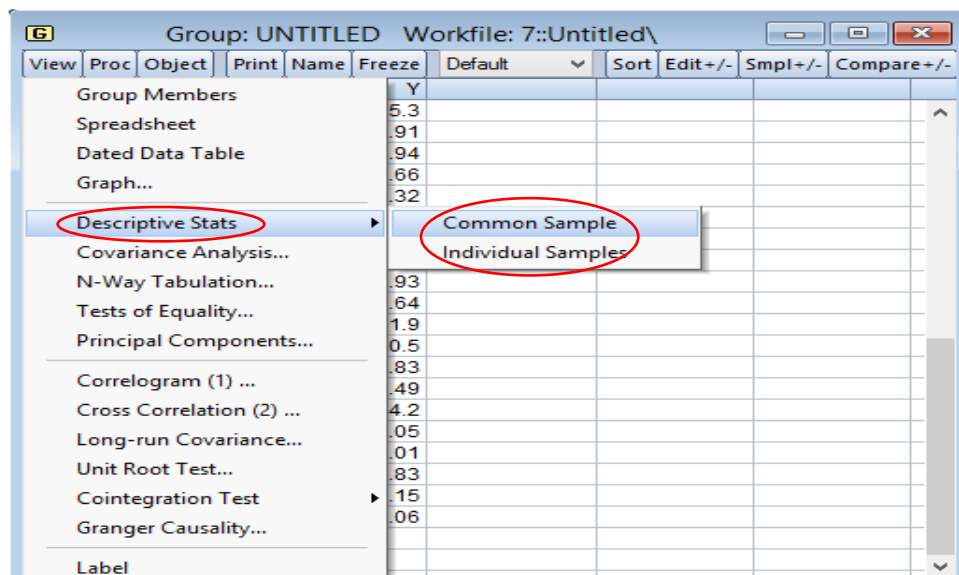 G Group: UNTITLED Workfile: 7::Untitled\
View Proc Object Print Name Freeze Default Sort Edit+/- Smpl+/- Compare+/-
Group Members Y
5.3
Spreadsheet .91
Dated Data Table .94
Graph... .66
.32
Descriptive Stats Common Sample
Covariance Analysis... Individual Samples
N-Way Tabulation... .93
.64
Tests of Equality... 1.9
Principal Components... 0.5
.83
Correlogram (1) ... .49
Cross Correlation (2) ... 4.2
.05
Long-run Covariance... .01
Unit Root Test... .83
Cointegration Test .15
Granger Causality... .06
Label